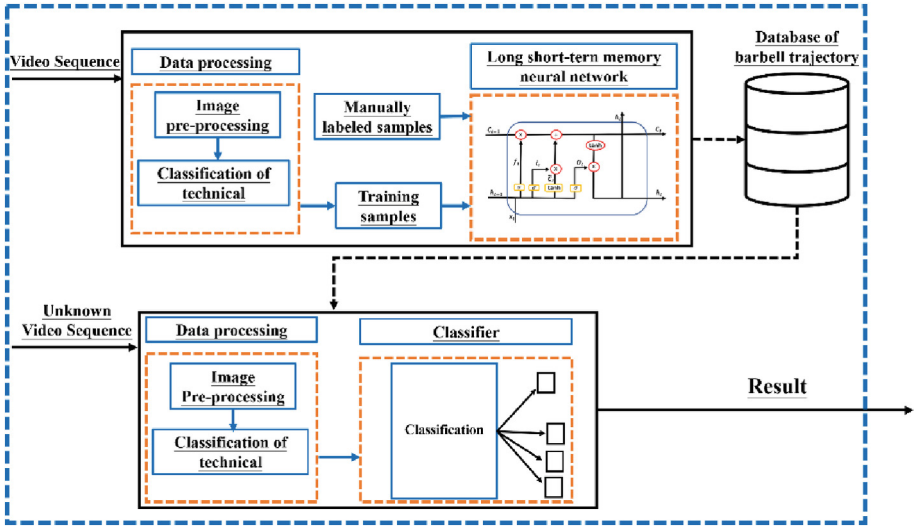 Video Sequence
Data processing
Image
pre-processing
Classification of
technical
Manually
labeled samples
Training
samples
Long short-tern memory
neural network
tanh
tanh
Database of
barbell trajectory
Unknown
Video Sequence
Data processing
Image
Pre-processing
Classification of
technical
Classifier
Classification
Result